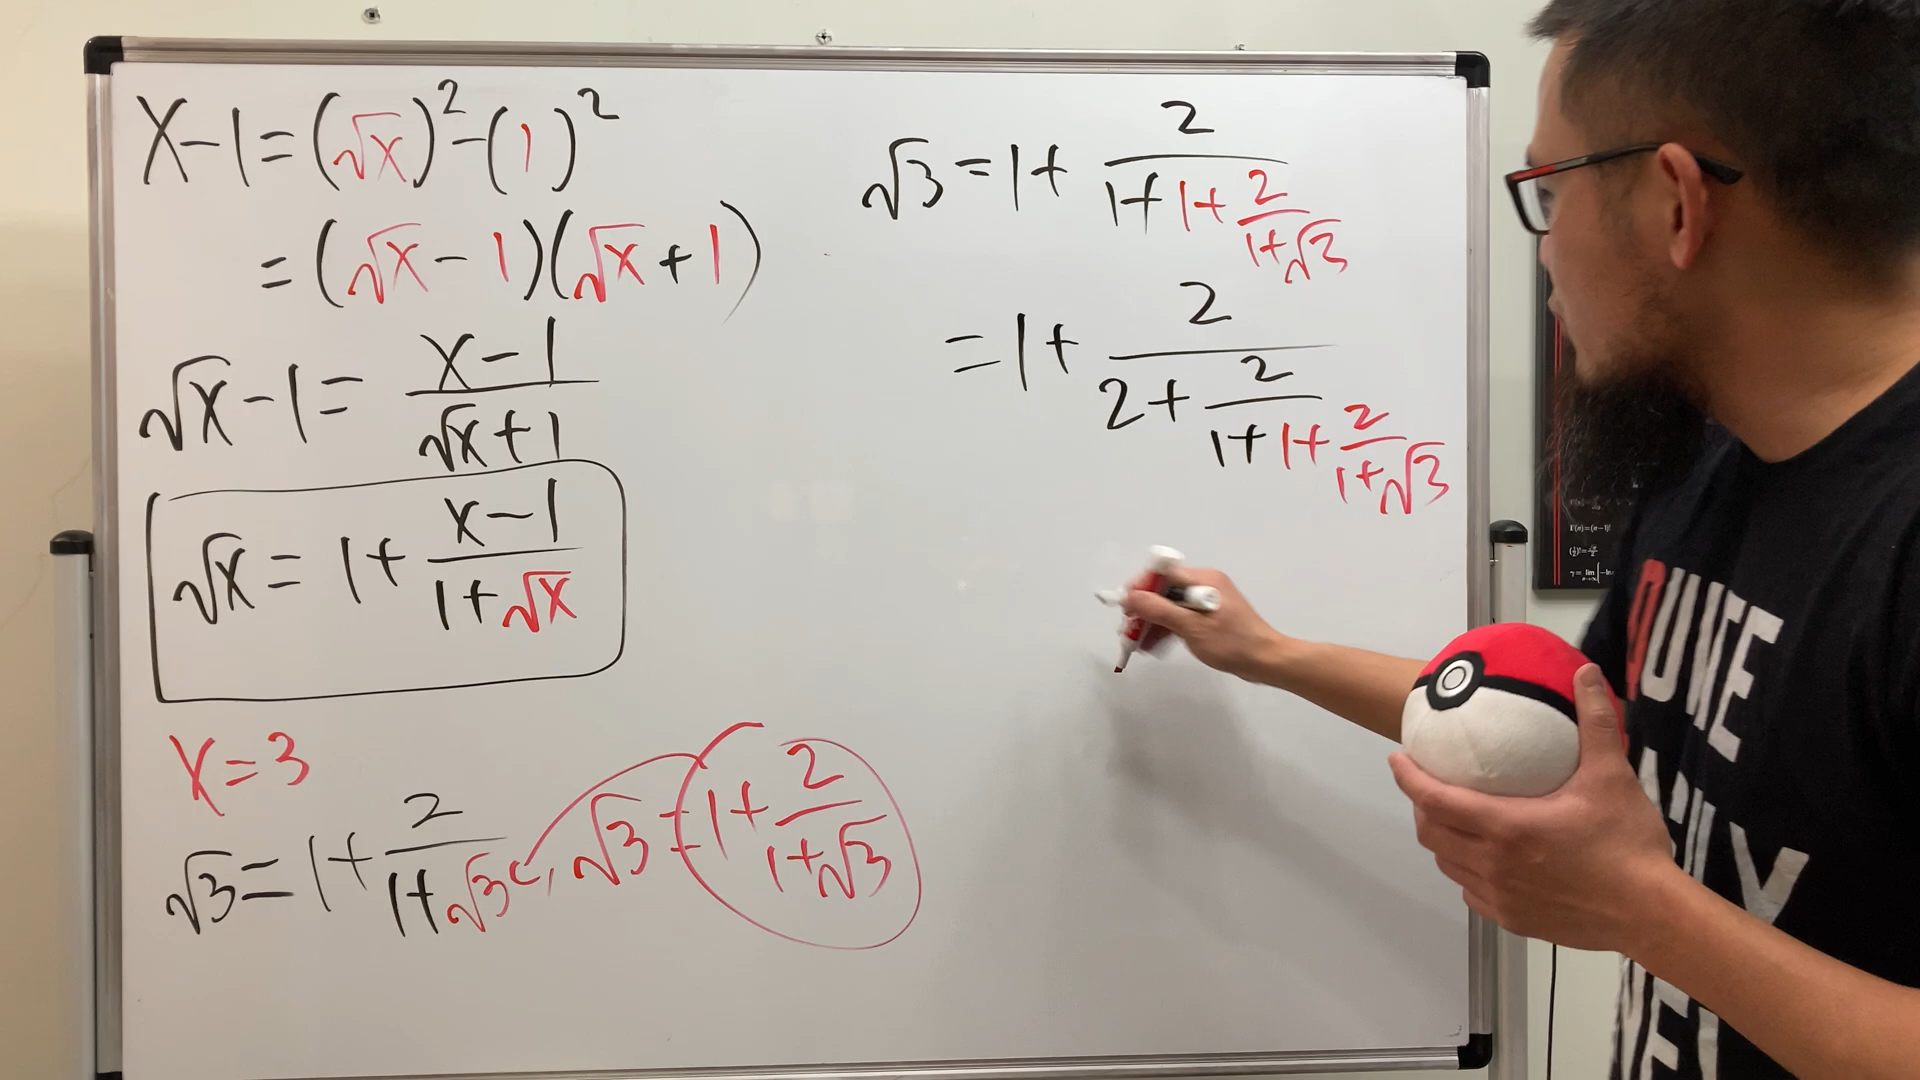 x-1=(√x)²-(1)²
=(√x-1)(√x+1)
√x-1=(x-1)/(√x+1)
√x=1+(x-1)/(1+√x)
x=3
√3=1+2/(1+√3), √3=1+2/(1+√3)
√3=1+2/(1+1+2/(1+√3))
=1+2/(2+2/(1+1+2/(1+√3)))